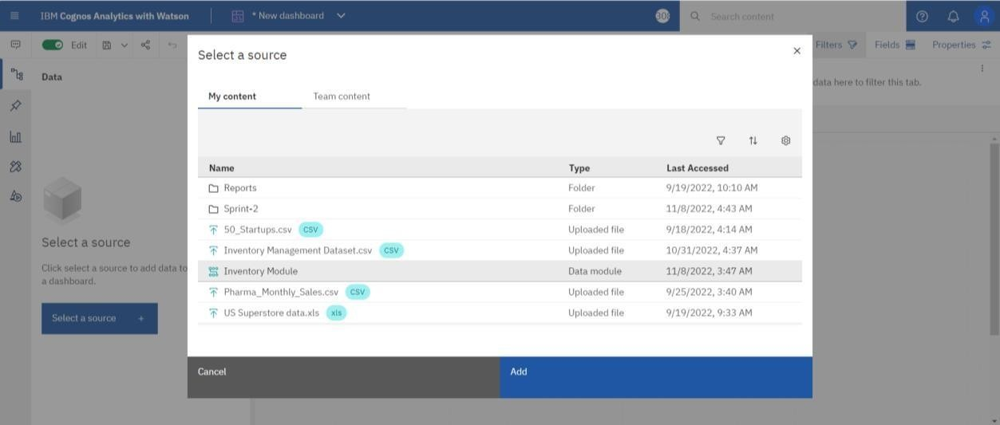 IBM Cognos Analytics with Watson
* New dashboard
Search content
Edit
Filters
Fields
Properties
Data
Select a source
data here to filter this tab.
My content
Team content
Name Type Last Accessed
Reports Folder 9/19/2022, 10:10 AM
Sprint-2 Folder 11/8/2022, 4:43 AM
50_Startups.csv CSV Uploaded file 9/18/2022, 4:14 AM
Inventory Management Dataset.csv CSV Uploaded file 10/31/2022, 4:37 AM
Inventory Module Data module 11/8/2022, 3:47 AM
Pharma_Monthly_Sales.csv CSV Uploaded file 9/25/2022, 3:40 AM
US Superstore data.xls xls Uploaded file 9/19/2022, 9:33 AM
Select a source
Click select a source to add data to
a dashboard.
Select a source +
Cancel
Add